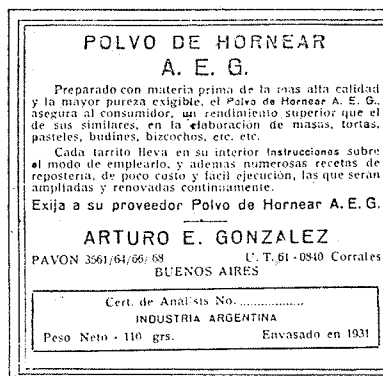 POLVO DE HORNEAR
A. E. G.
Preparado con materia prima de la mas alta calidad
y la mayor pureza exigible, el Polvo de Hornear A. E. G.,
asegura al consumidor, un rendimiento superior que el
de sus similares, en la elaboración de masas, tortas,
pasteles, budines, bizcochos, etc. etc.
Cada tarrito lleva en su interior instrucciones sobre
el modo de emplearlo, y ademas numerosas recetas de
reposteria, de poco costo y facil ejecución, las que serán
ampliadas y renovadas continuamente.
Exija a su proveedor Polvo de Hornear A. E. G.
ARTURO E. GONZALEZ
PAVON 3561/64/66/68 U. T. 61 - 0840 Corrales
BUENOS AIRES
Cert. de Análisis No. ..................
INDUSTRIA ARGENTINA
Peso Neto - 110 grs. Envasado en 1931